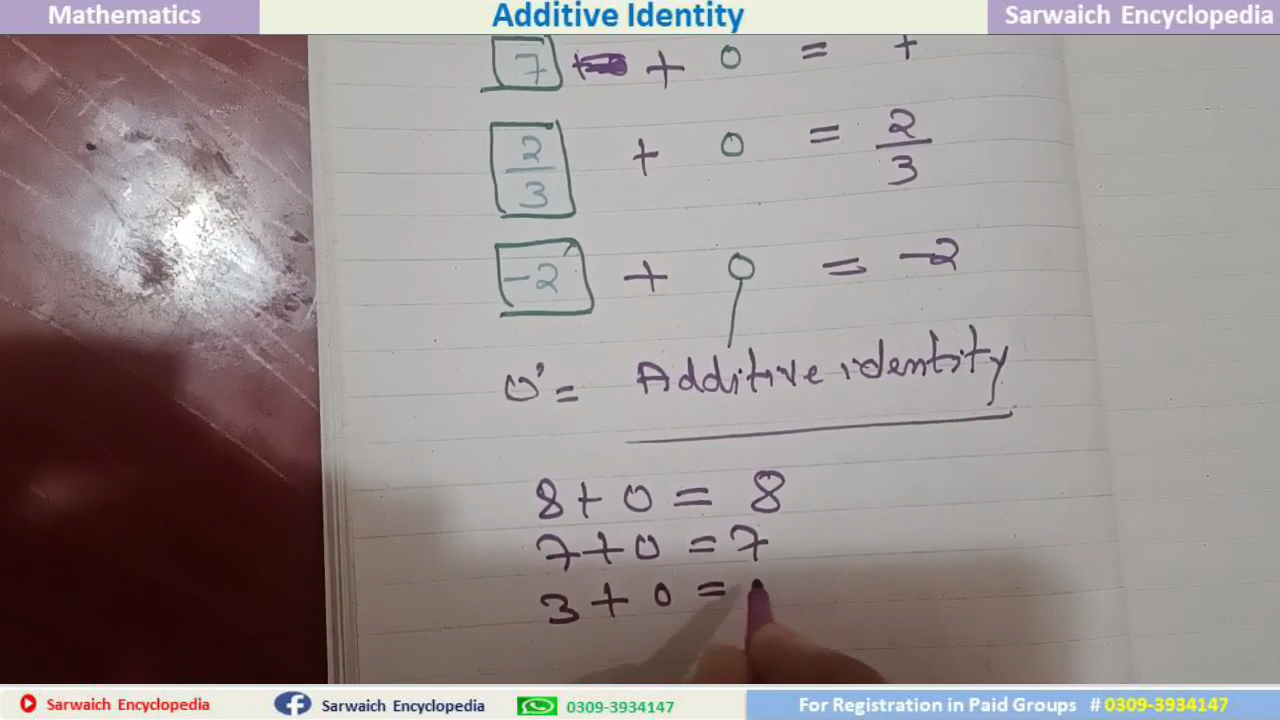 Mathematics
Additive Identity
Sarwaich Encyclopedia
7 + 0 =
2/3 + 0 = 2/3
-2 + 0 = -2
0' = Additive identity
8 + 0 = 8
7 + 0 = 7
3 + 0 =
Sarwaich Encyclopedia
Sarwaich Encyclopedia
0309-3934147
For Registration in Paid Groups # 0309-3934147